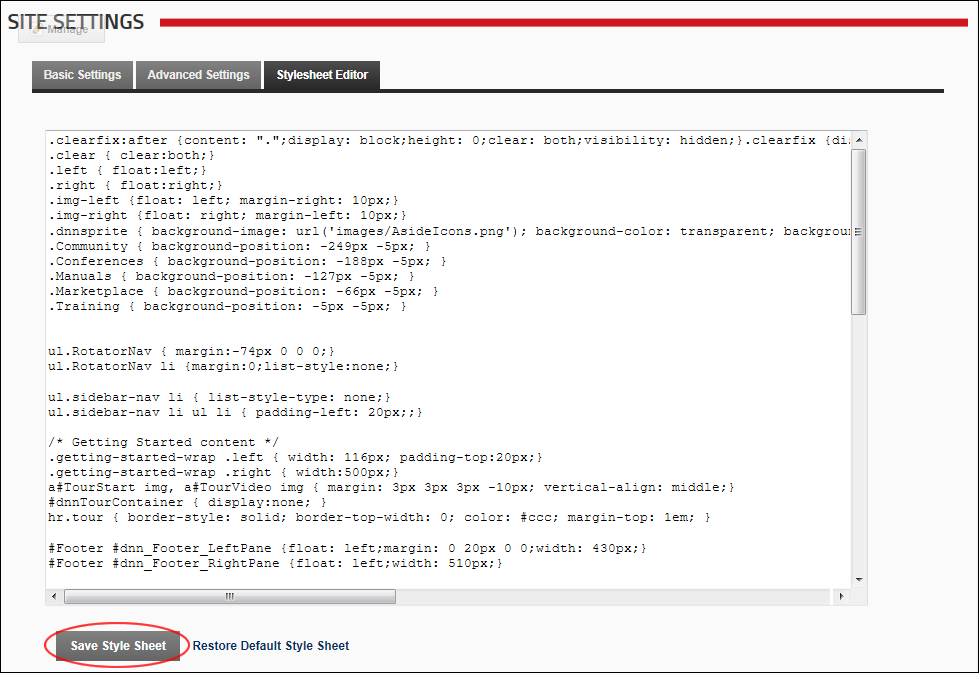 SITE SETTINGS
Manage
Basic Settings
Advanced Settings
Stylesheet Editor
.clearfix:after {content: ".";display: block;height: 0;clear: both;visibility: hidden;}.clearfix {di
.clear { clear:both;}
.left { float:left;}
.right { float:right;}
.img-left {float: left; margin-right: 10px;}
.img-right {float: right; margin-left: 10px;}
.dnnsprite { background-image: url('images/AsideIcons.png'); background-color: transparent; backgroun
.Community { background-position: -249px -5px; }
.Conferences { background-position: -188px -5px; }
.Manuals { background-position: -127px -5px; }
.Marketplace { background-position: -66px -5px; }
.Training { background-position: -5px -5px; }
ul.RotatorNav { margin:-74px 0 0 0;}
ul.RotatorNav li {margin:0;list-style:none;}
ul.sidebar-nav li { list-style-type: none;}
ul.sidebar-nav li ul li { padding-left: 20px;;}
/* Getting Started content */
.getting-started-wrap .left { width: 116px; padding-top:20px;}
.getting-started-wrap .right { width:500px;}
a#TourStart img, a#TourVideo img { margin: 3px 3px 3px -10px; vertical-align: middle;}
#dnnTourContainer { display:none; }
hr.tour { border-style: solid; border-top-width: 0; color: #ccc; margin-top: 1em; }
#Footer #dnn_Footer_LeftPane {float: left;margin: 0 20px 0 0;width: 430px;}
#Footer #dnn_Footer_RightPane {float: left;width: 510px;}
Save Style Sheet
Restore Default Style Sheet